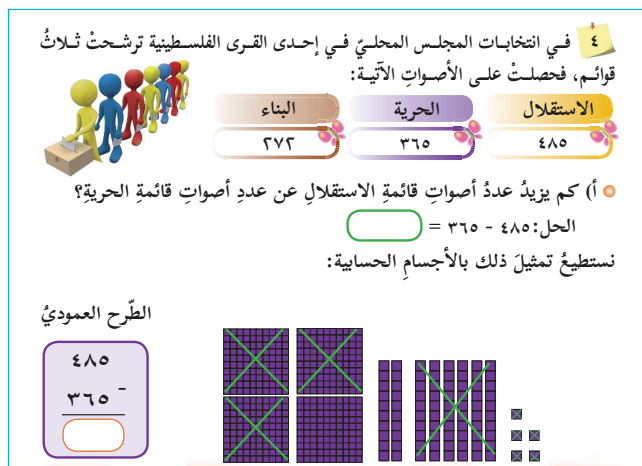 ٤ في انتخابات المجلس المحليّ في إحدى القرى الفلسطينية ترشحتْ ثلاثُ
قوائم، فحصلتْ على الأصواتِ الآتية:
الاستقلال الحرية البناء
٤٨٥ ٣٦٥ ٢٧٢
أ) كم يزيدُ عددُ أصواتِ قائمةِ الاستقلال عن عددِ أصواتِ قائمةِ الحريةِ؟
الحل: ٤٨٥ - ٣٦٥ =
نستطيعُ تمثيلَ ذلك بالأجسامِ الحسابية:
الطّرح العموديُ
٤٨٥
٣٦٥ -